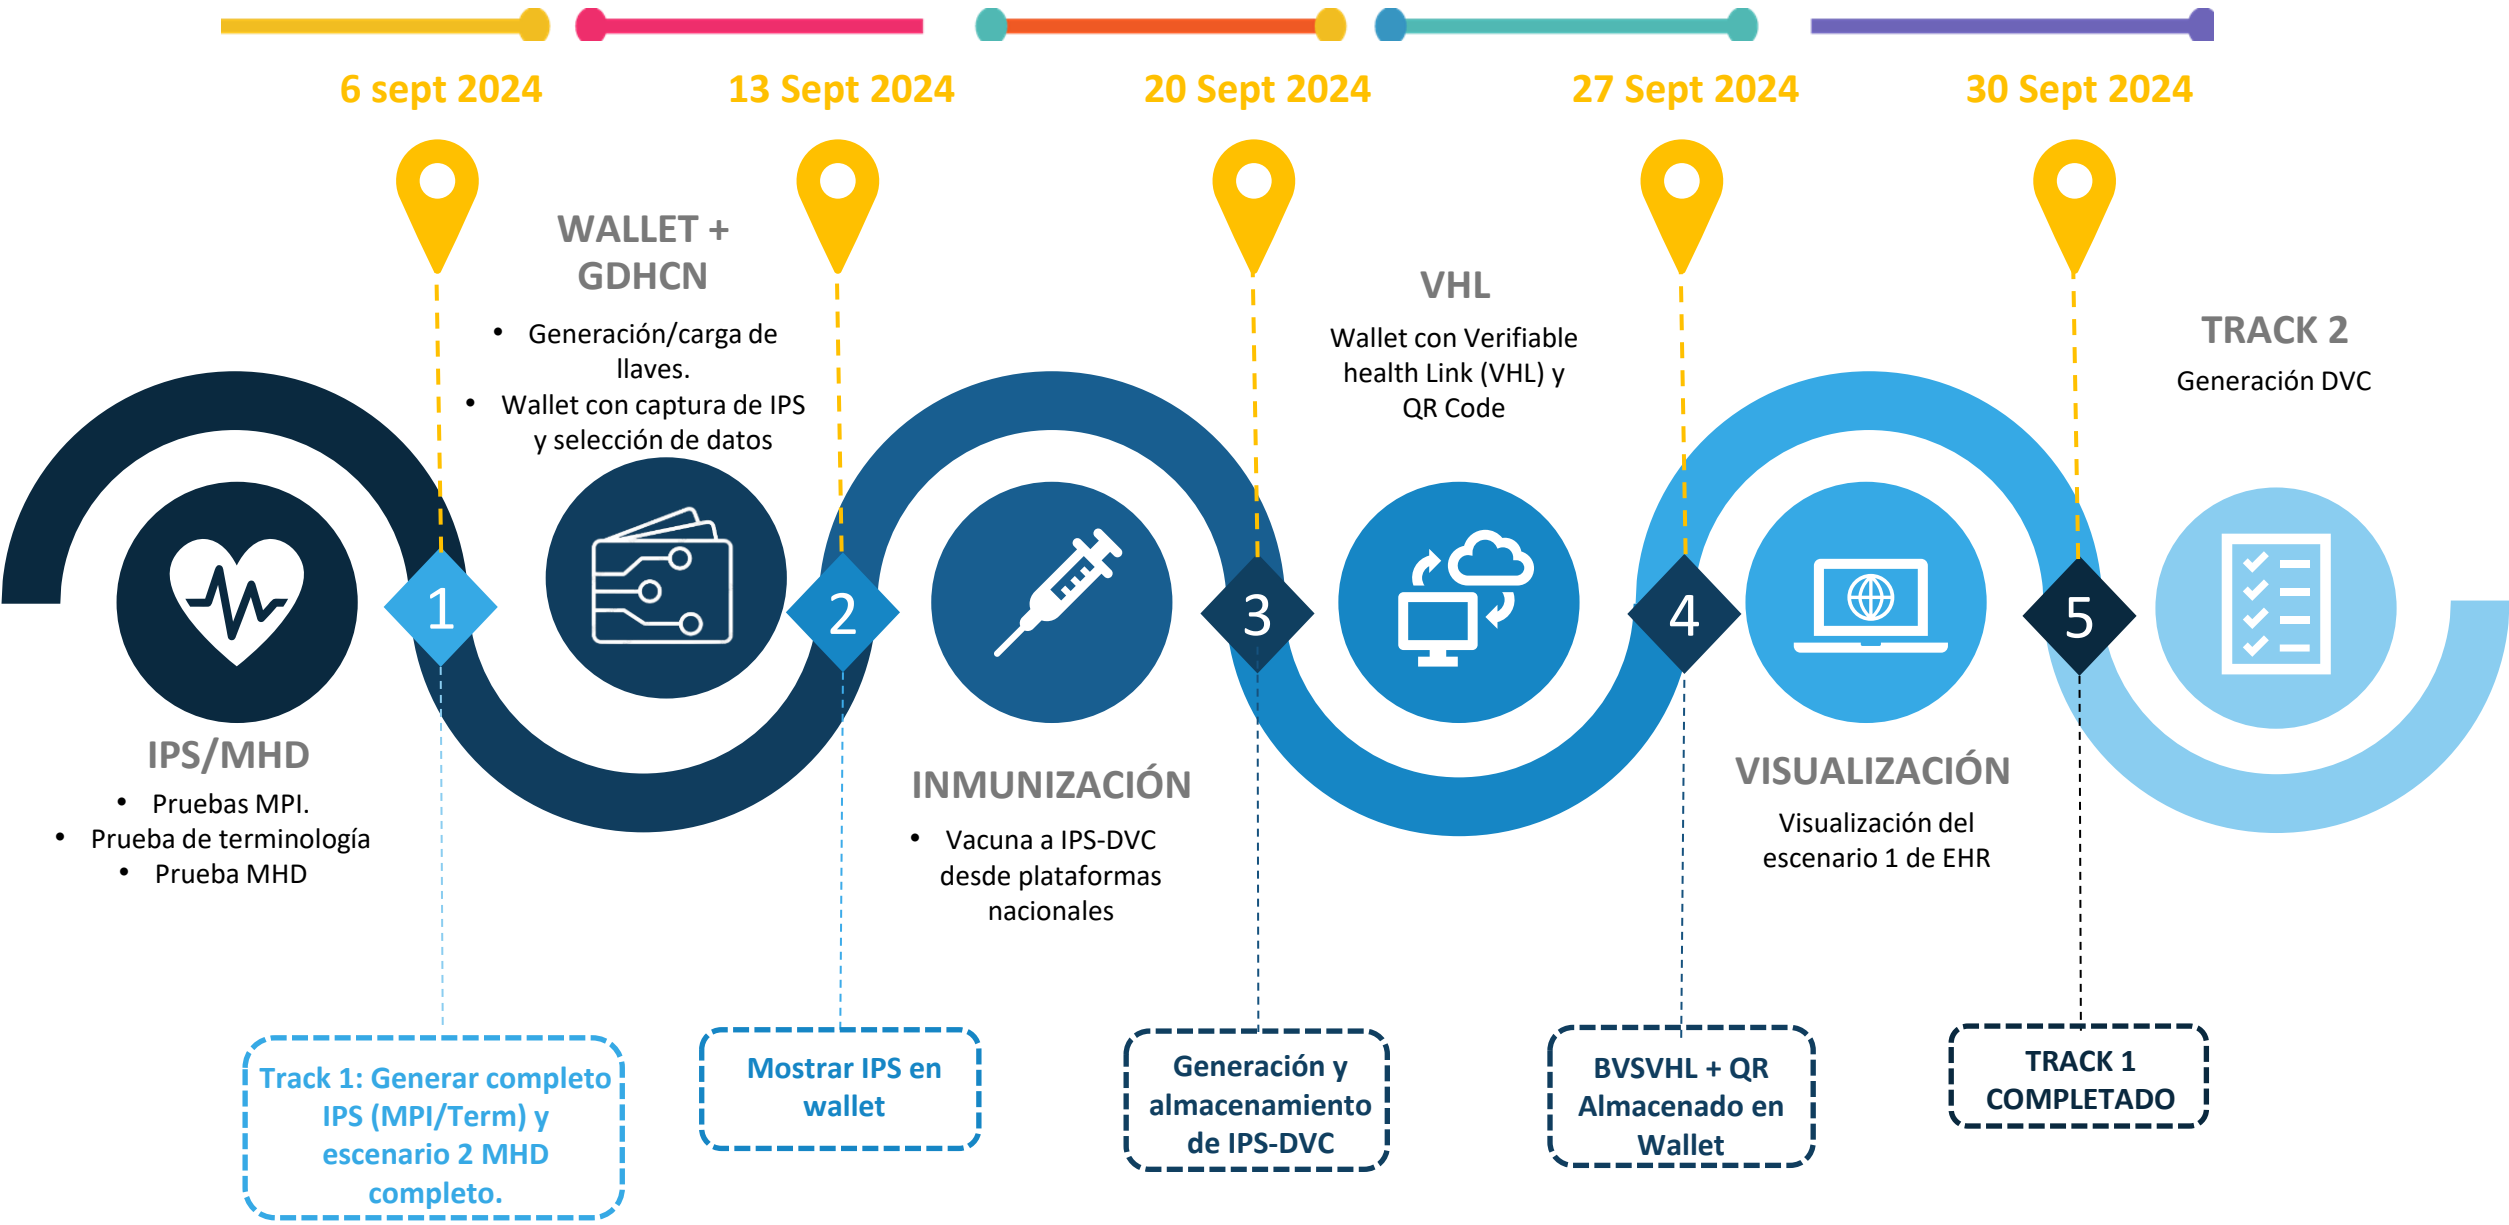 6 sept 2024
13 Sept 2024
20 Sept 2024
27 Sept 2024
30 Sept 2024
WALLET +
GDHCN
• Generación/carga de
llaves.
• Wallet con captura de IPS
y selección de datos
VHL
Wallet con Verifiable
health Link (VHL) y
QR Code
TRACK 2
Generación DVC
1
2
3
4
5
IPS/MHD
• Pruebas MPI.
• Prueba de terminología
• Prueba MHD
INMUNIZACIÓN
• Vacuna a IPS-DVC
desde plataformas
nacionales
VISUALIZACIÓN
Visualización del
escenario 1 de EHR
Track 1: Generar completo
IPS (MPI/Term) y
escenario 2 MHD
completo.
Mostrar IPS en
wallet
Generación y
almacenamiento
de IPS-DVC
BVSVHL + QR
Almacenado en
Wallet
TRACK 1
COMPLETADO